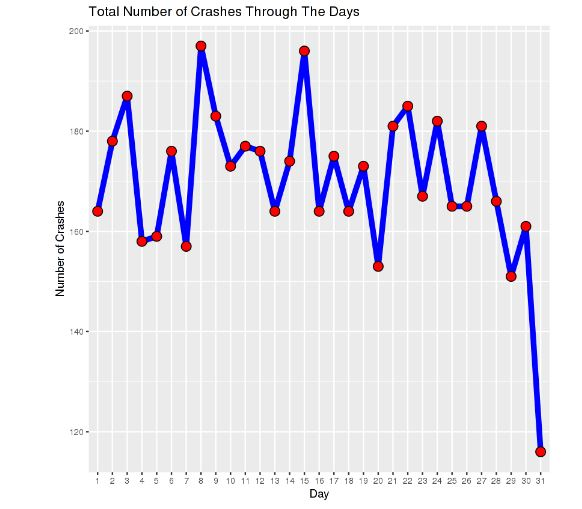 Total Number of Crashes Through The Days
200
180
160
140
120
Number of Crashes
1 2 3 4 5 6 7 8 9 10 11 12 13 14 15 16 17 18 19 20 21 22 23 24 25 26 27 28 29 30 31
Day